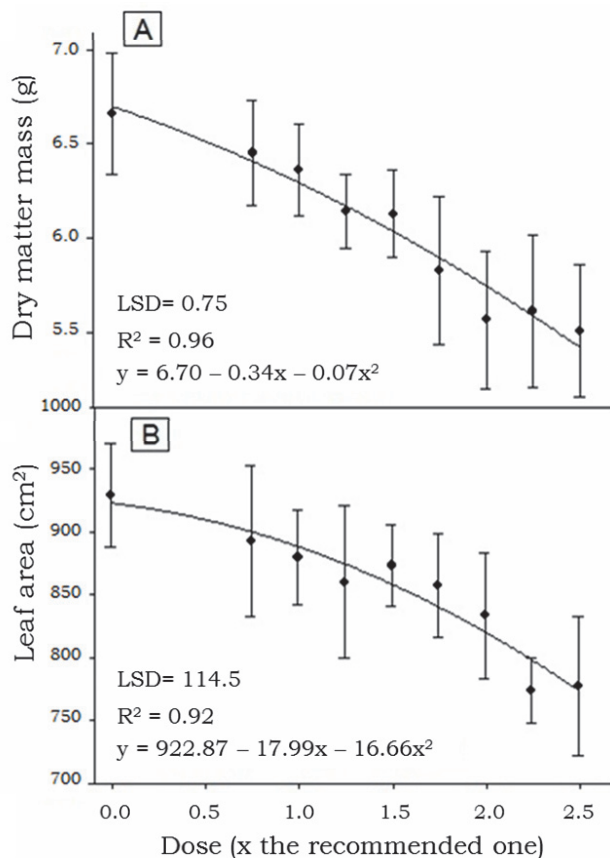 A
Dry matter mass (g)
7.0
6.5
6.0
5.5
LSD= 0.75
R² = 0.96
y = 6.70 – 0.34x – 0.07x²
B
Leaf area (cm²)
1000
950
900
850
800
750
700
LSD= 114.5
R² = 0.92
y = 922.87 – 17.99x – 16.66x²
0.0 0.5 1.0 1.5 2.0 2.5
Dose (x the recommended one)